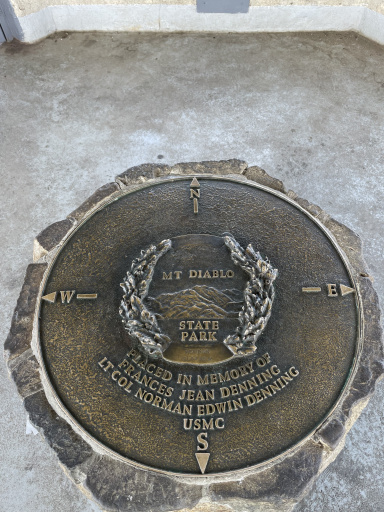 N
MT DIABLO
W
E
STATE
PARK
PLACED IN MEMORY OF
FRANCES JEAN DENNING
LT COL NORMAN EDWIN DENNING
USMC
S